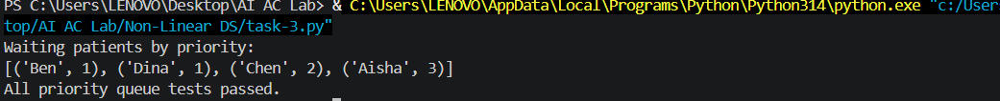 PS C:\Users\LENOVO\Desktop\AI AC Lab> & C:\Users\LENOVO\AppData\Local\Programs\Python\Python314\python.exe "c:/User
top/AI AC Lab/Non-Linear DS/task-3.py"
Waiting patients by priority:
[('Ben', 1), ('Dina', 1), ('Chen', 2), ('Aisha', 3)]
All priority queue tests passed.